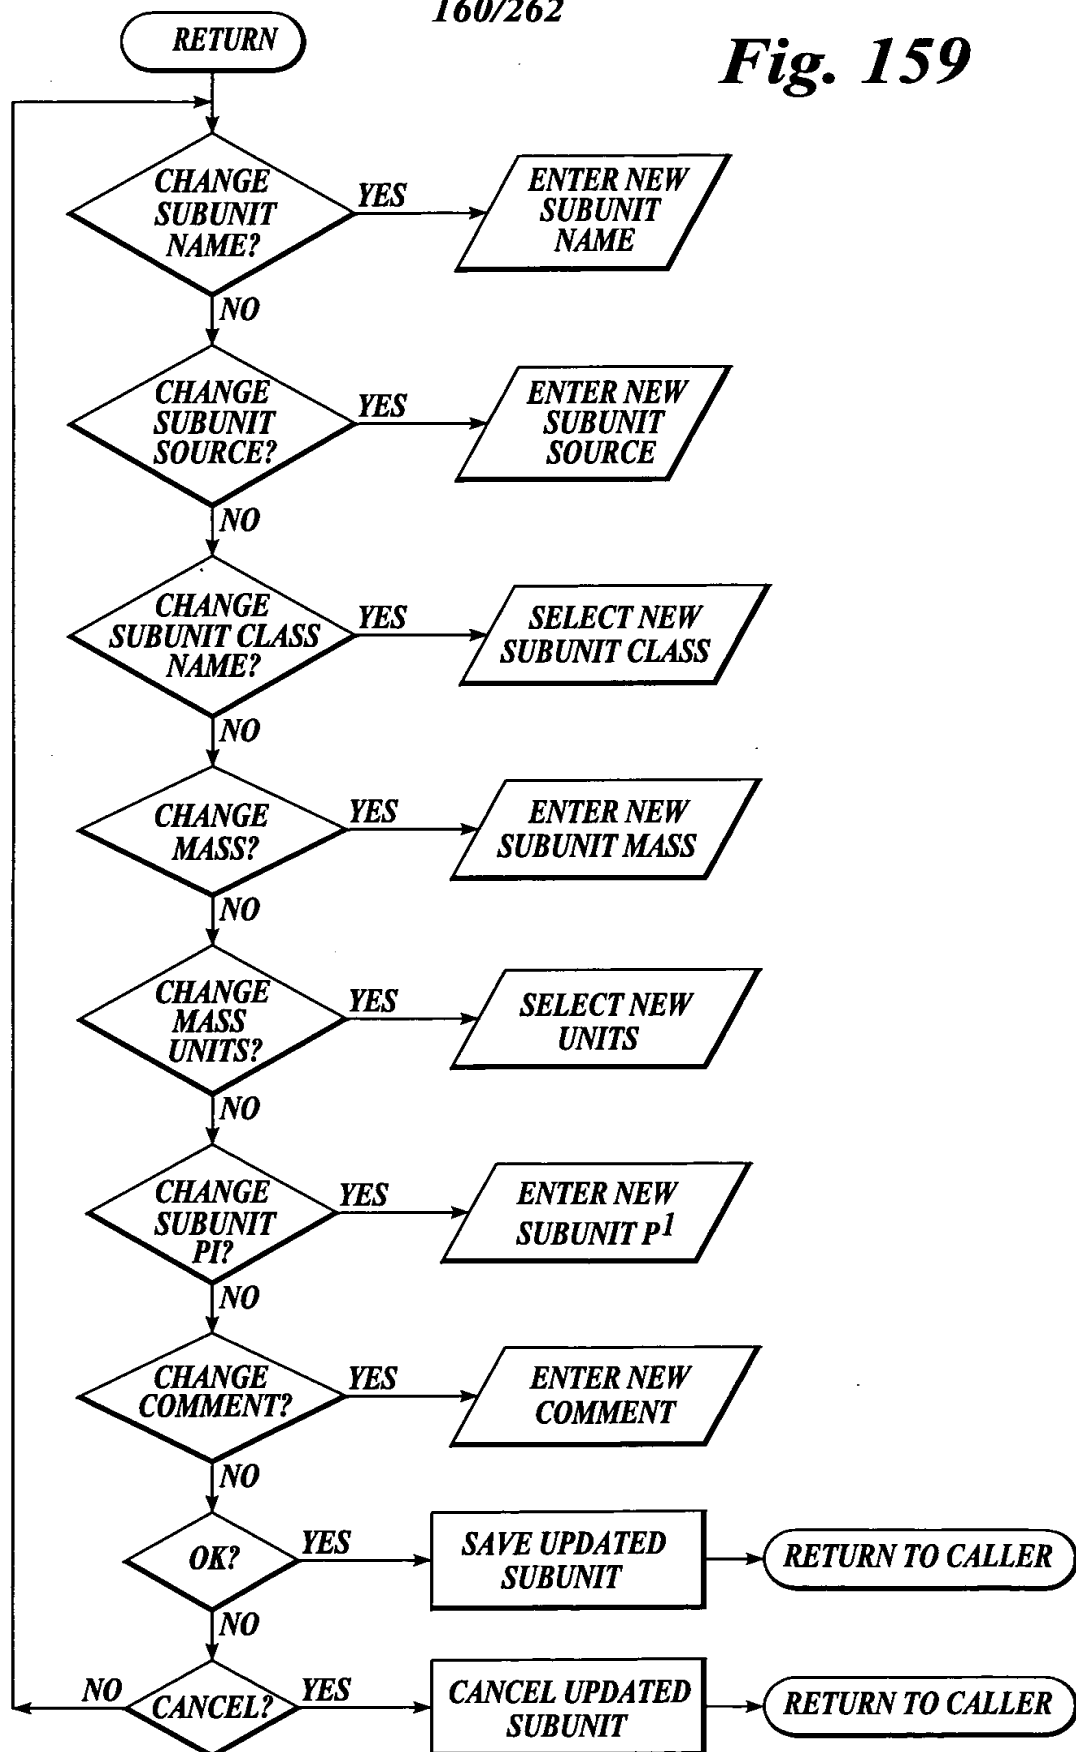 160/262
Fig. 159
RETURN
CHANGE
SUBUNIT
NAME?
YES
ENTER NEW
SUBUNIT
NAME
NO
CHANGE
SUBUNIT
SOURCE?
YES
ENTER NEW
SUBUNIT
SOURCE
NO
CHANGE
SUBUNIT CLASS
NAME?
YES
SELECT NEW
SUBUNIT CLASS
NO
CHANGE
MASS?
YES
ENTER NEW
SUBUNIT MASS
NO
CHANGE
MASS
UNITS?
YES
SELECT NEW
UNITS
NO
CHANGE
SUBUNIT
PI?
YES
ENTER NEW
SUBUNIT P1
NO
CHANGE
COMMENT?
YES
ENTER NEW
COMMENT
NO
OK?
YES
SAVE UPDATED
SUBUNIT
RETURN TO CALLER
NO
NO
CANCEL?
YES
CANCEL UPDATED
SUBUNIT
RETURN TO CALLER